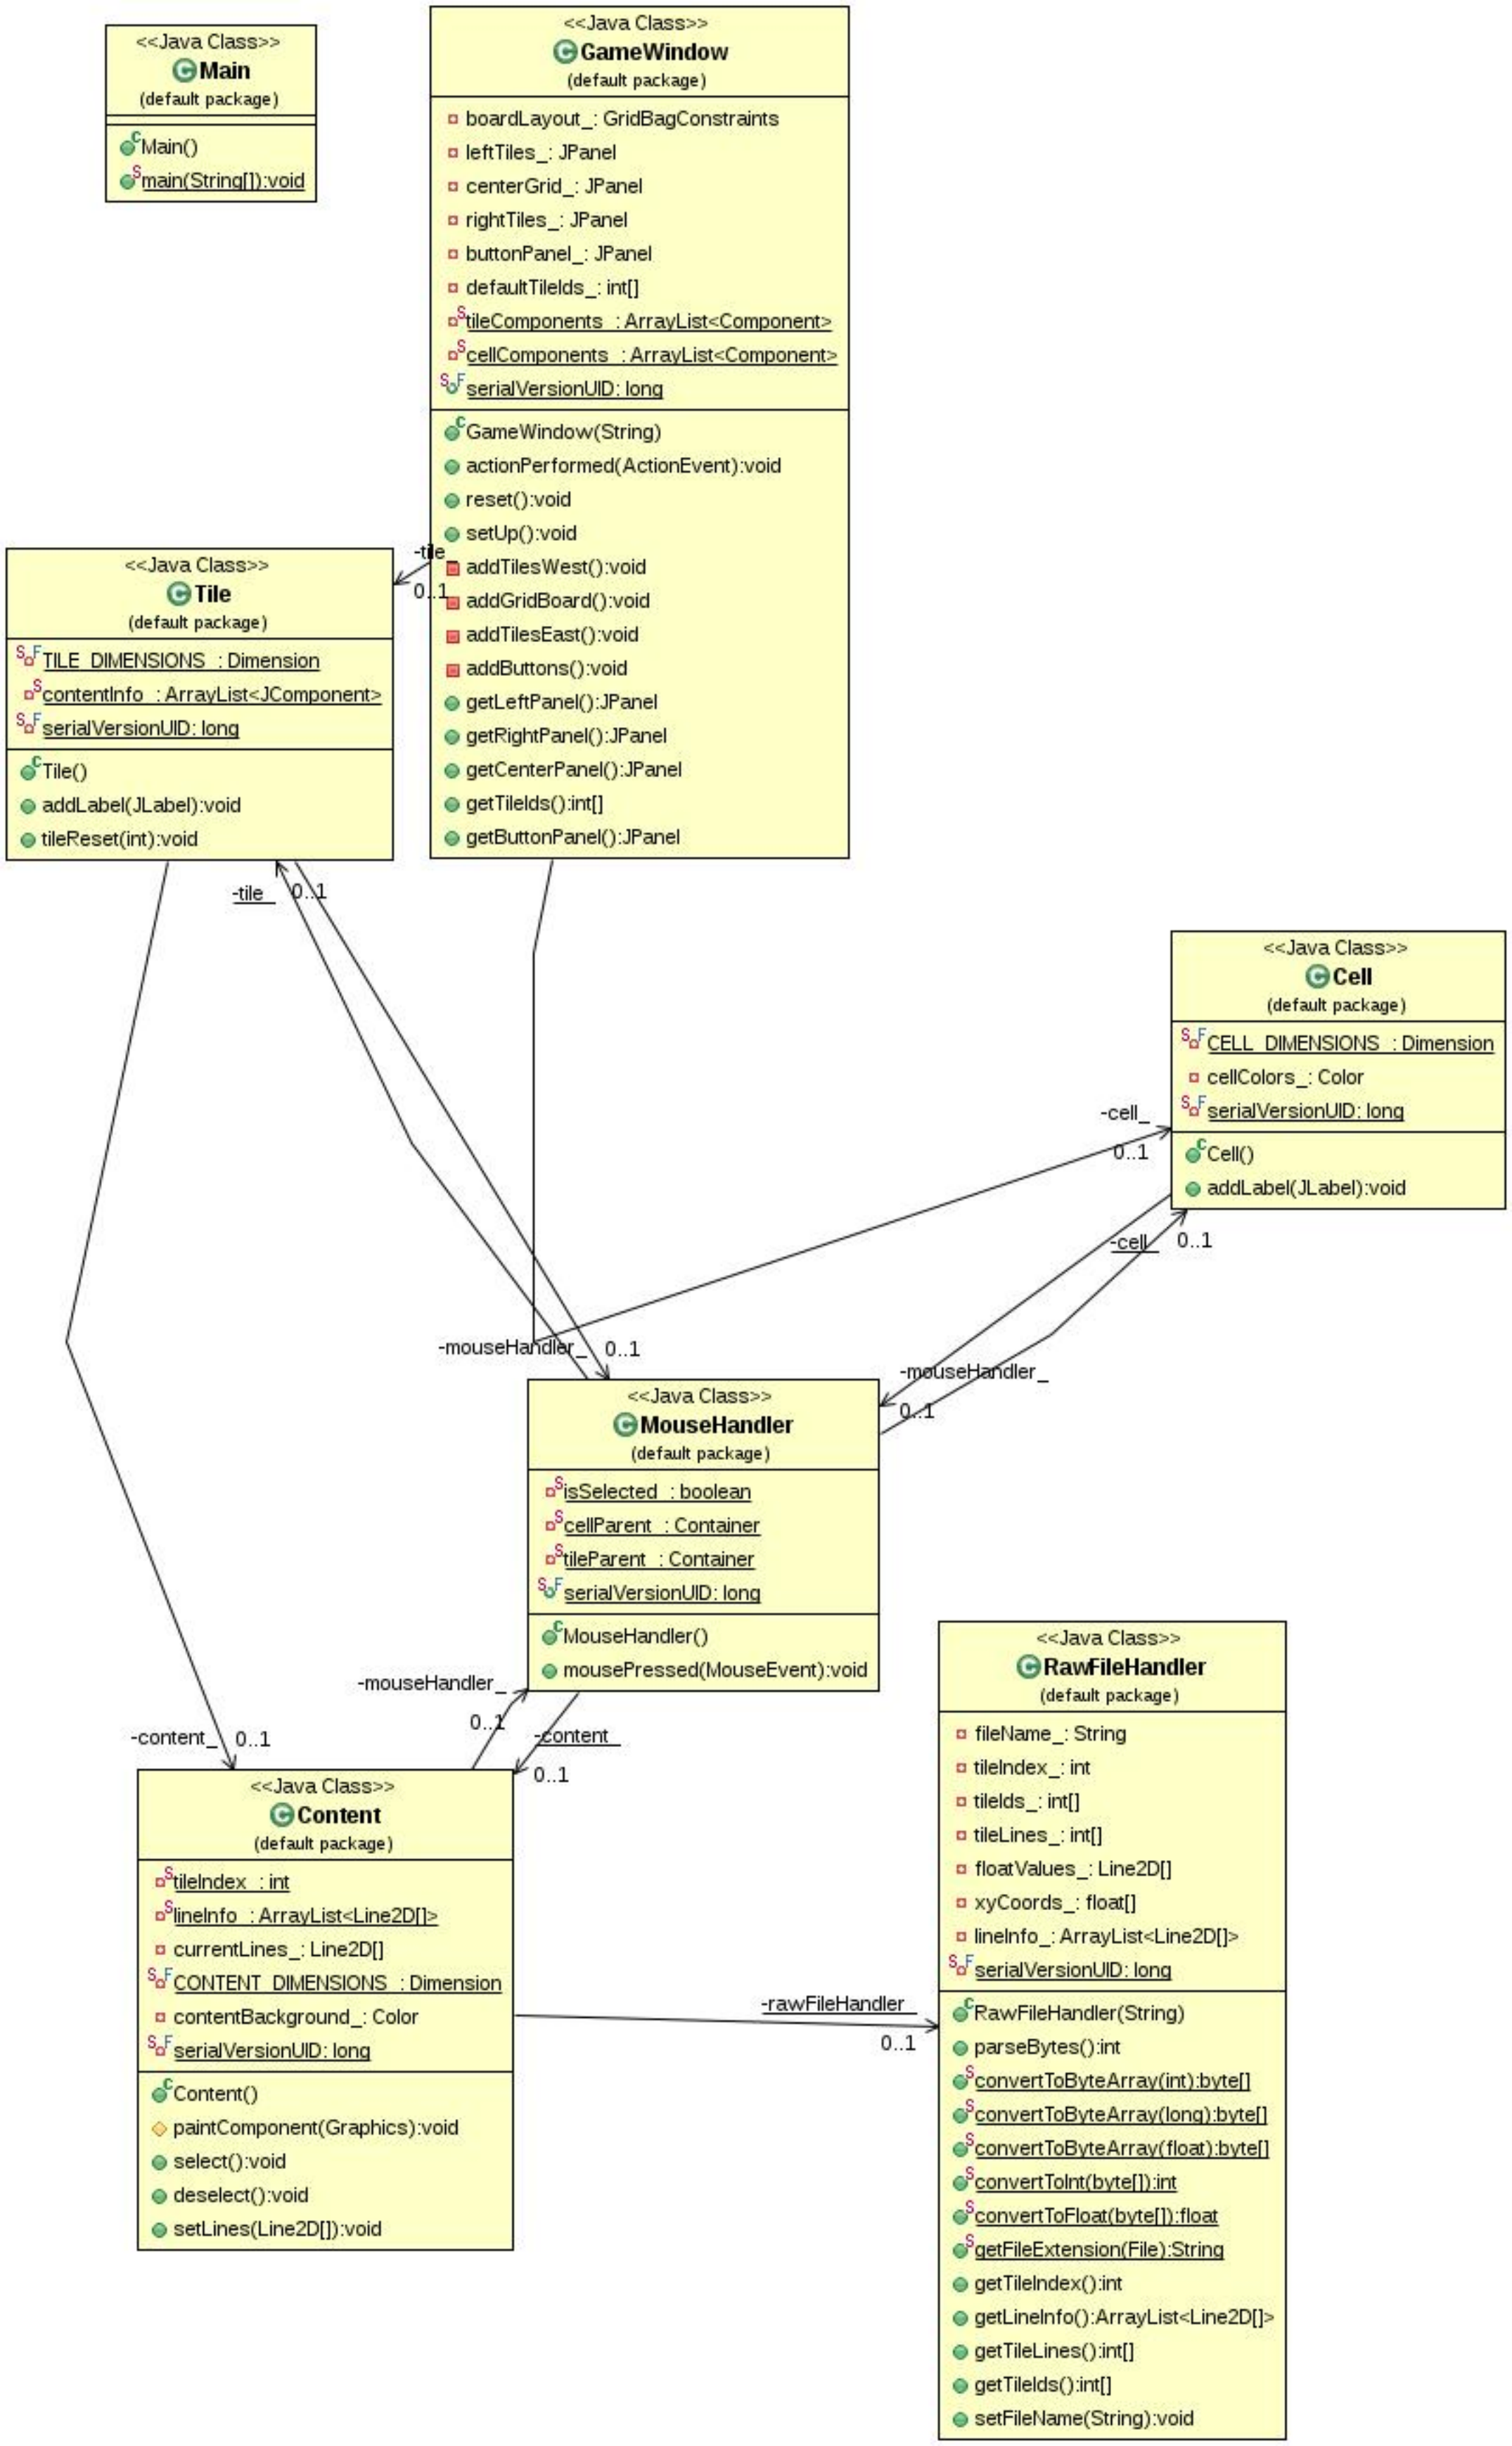 <<Java Class>>
Main
(default package)
Main()
main(String[]):void
<<Java Class>>
GameWindow
(default package)
boardLayout_: GridBagConstraints
leftTiles_: JPanel
centerGrid_: JPanel
rightTiles_: JPanel
buttonPanel_: JPanel
defaultTileIds_: int[]
tileComponents_: ArrayList<Component>
cellComponents_: ArrayList<Component>
serialVersionUID: long
GameWindow(String)
actionPerformed(ActionEvent):void
reset():void
setUp():void
addTilesWest():void
addGridBoard():void
addTilesEast():void
addButtons():void
getLeftPanel():JPanel
getRightPanel():JPanel
getCenterPanel():JPanel
getTileIds():int[]
getButtonPanel():JPanel
-tile_
0..1
<<Java Class>>
Tile
(default package)
TILE_DIMENSIONS_: Dimension
contentInfo_: ArrayList<JComponent>
serialVersionUID: long
Tile()
addLabel(JLabel):void
tileReset(int):void
-tile_
0..1
<<Java Class>>
Cell
(default package)
CELL_DIMENSIONS_: Dimension
cellColors_: Color
serialVersionUID: long
Cell()
addLabel(JLabel):void
-cell_
0..1
-cell_
0..1
-mouseHandler_
0..1
-mouseHandler_
0..1
<<Java Class>>
MouseHandler
(default package)
isSelected_: boolean
cellParent_: Container
tileParent_: Container
serialVersionUID: long
MouseHandler()
mousePressed(MouseEvent):void
-mouseHandler_
0..1
-content_
0..1
-content_
0..1
<<Java Class>>
Content
(default package)
tileIndex_: int
lineInfo_: ArrayList<Line2D[]>
currentLines_: Line2D[]
CONTENT_DIMENSIONS_: Dimension
contentBackground_: Color
serialVersionUID: long
Content()
paintComponent(Graphics):void
select():void
deselect():void
setLines(Line2D[]):void
-rawFileHandler_
0..1
<<Java Class>>
RawFileHandler
(default package)
fileName_: String
tileIndex_: int
tileIds_: int[]
tileLines_: int[]
floatValues_: Line2D[]
xyCoords_: float[]
lineInfo_: ArrayList<Line2D[]>
serialVersionUID: long
RawFileHandler(String)
parseBytes():int
convertToByteArray(int):byte[]
convertToByteArray(long):byte[]
convertToByteArray(float):byte[]
convertToInt(byte[]):int
convertToFloat(byte[]):float
getFileExtension(File):String
getTileIndex():int
getLineInfo():ArrayList<Line2D[]>
getTileLines():int[]
getTileIds():int[]
setFileName(String):void